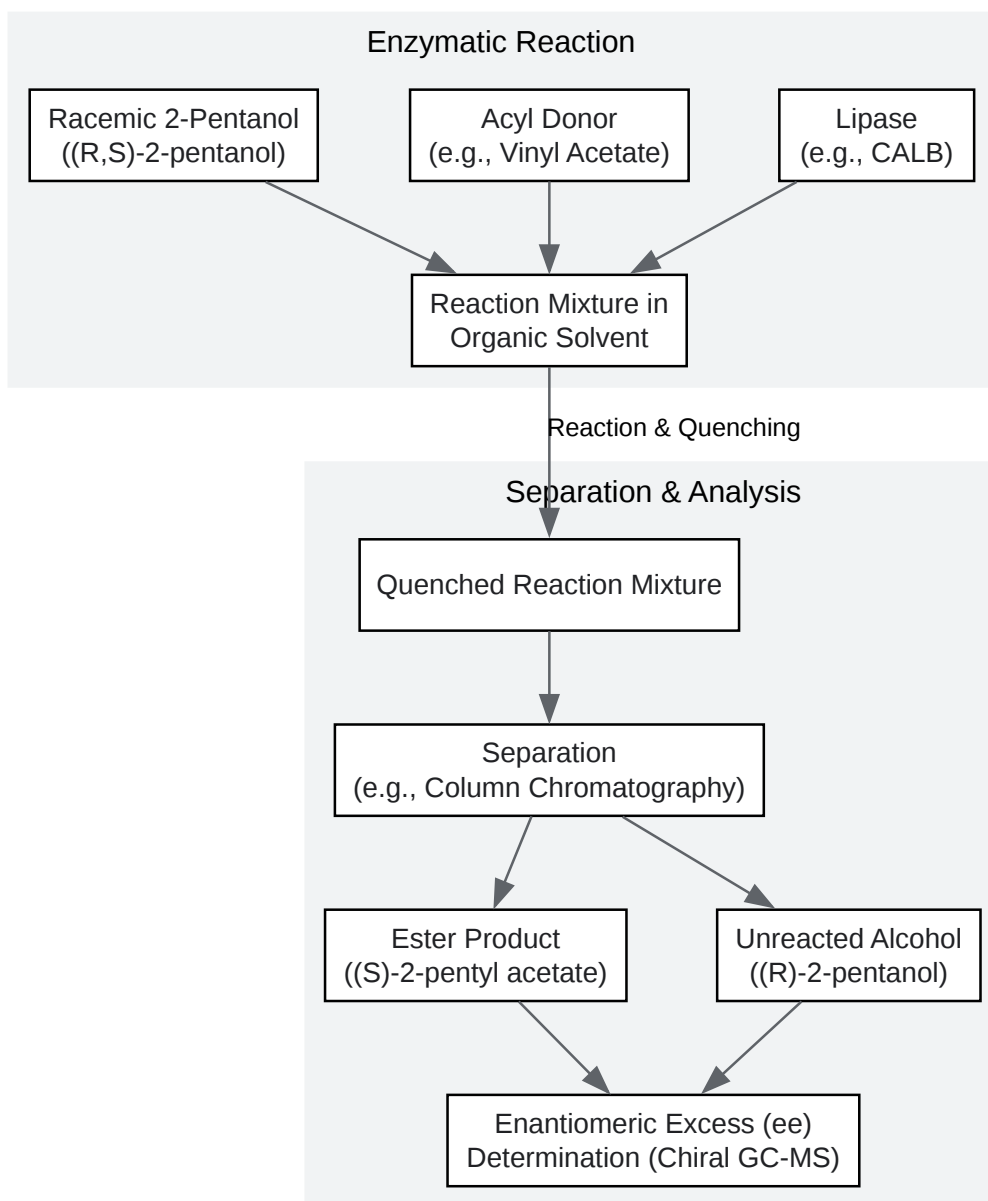 Enzymatic Reaction
Racemic 2-Pentanol
((R,S)-2-pentanol)
Acyl Donor
(e.g., Vinyl Acetate)
Lipase
(e.g., CALB)
Reaction Mixture in
Organic Solvent
Reaction & Quenching
Separation & Analysis
Quenched Reaction Mixture
Separation
(e.g., Column Chromatography)
Ester Product
((S)-2-pentyl acetate)
Unreacted Alcohol
((R)-2-pentanol)
Enantiomeric Excess (ee)
Determination (Chiral GC-MS)